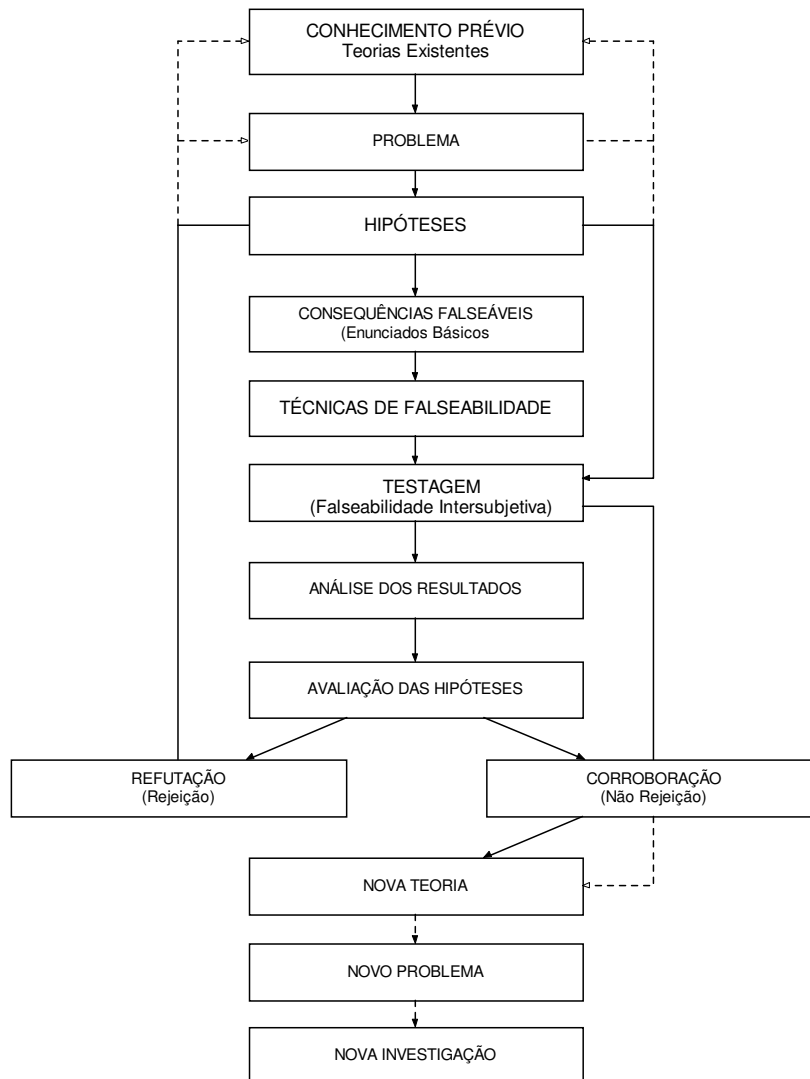 CONHECIMENTO PRÉVIO
Teorias Existentes
PROBLEMA
HIPÓTESES
CONSEQUÊNCIAS FALSEÁVEIS
(Enunciados Básicos
TÉCNICAS DE FALSEABILIDADE
TESTAGEM
(Falseabilidade Intersubjetiva)
ANÁLISE DOS RESULTADOS
AVALIAÇÃO DAS HIPÓTESES
REFUTAÇÃO
(Rejeição)
CORROBORAÇÃO
(Não Rejeição)
NOVA TEORIA
NOVO PROBLEMA
NOVA INVESTIGAÇÃO